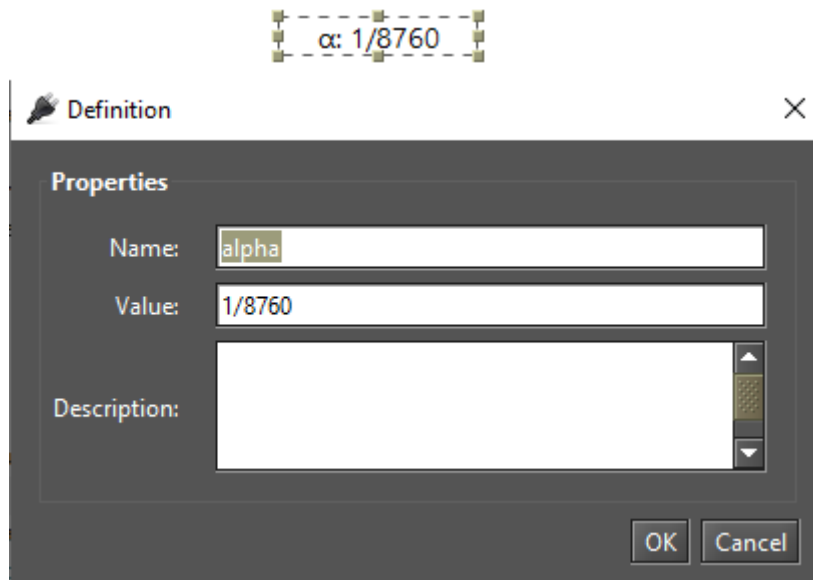 α: 1/8760
Definition
Properties
Name: alpha
Value: 1/8760
Description:
OK Cancel